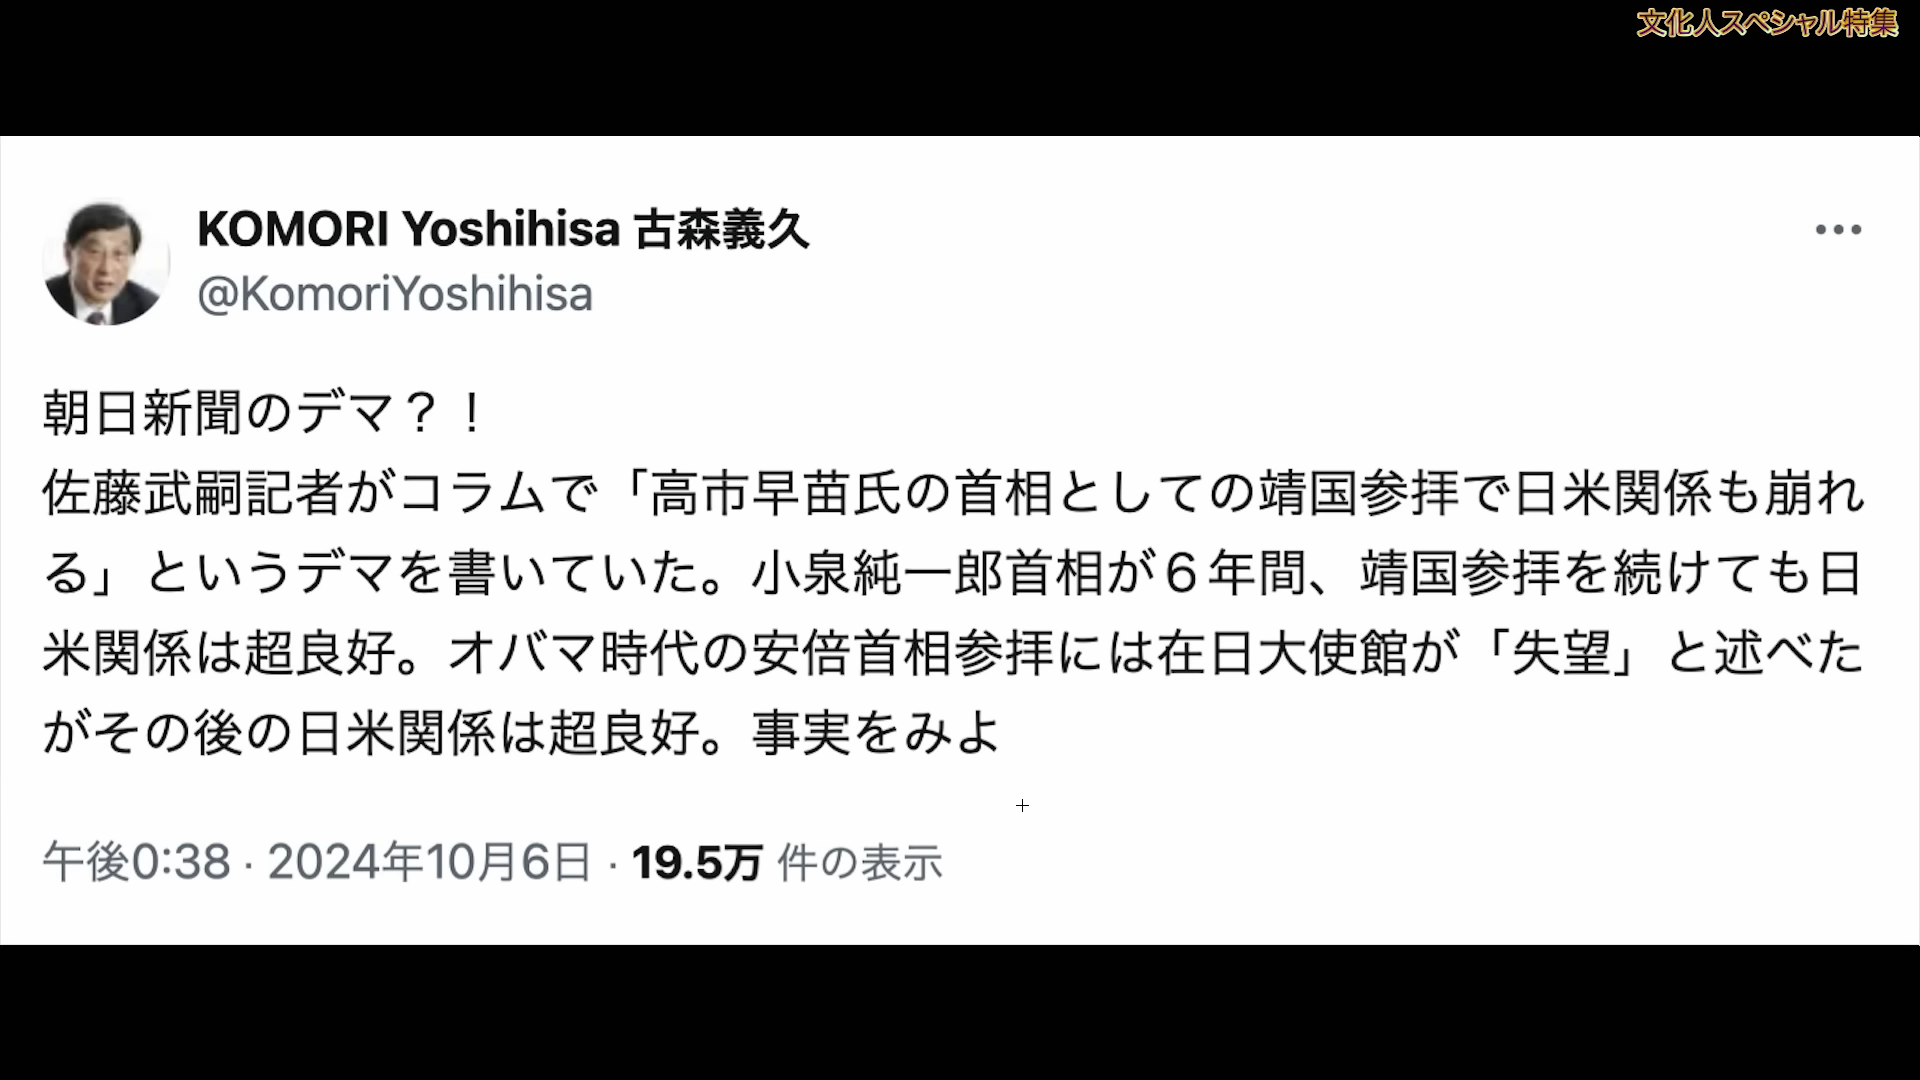 文化人スペシャル特集
KOMORI Yoshihisa 古森義久
@KomoriYoshihisa
朝日新聞のデマ？！
佐藤武嗣記者がコラムで「高市早苗氏の首相としての靖国参拝で日米関係も崩れ
る」というデマを書いていた。小泉純一郎首相が６年間、靖国参拝を続けても日
米関係は超良好。オバマ時代の安倍首相参拝には在日大使館が「失望」と述べた
がその後の日米関係は超良好。事実をみよ
午後0:38 · 2024年10月6日 · 19.5万 件の表示